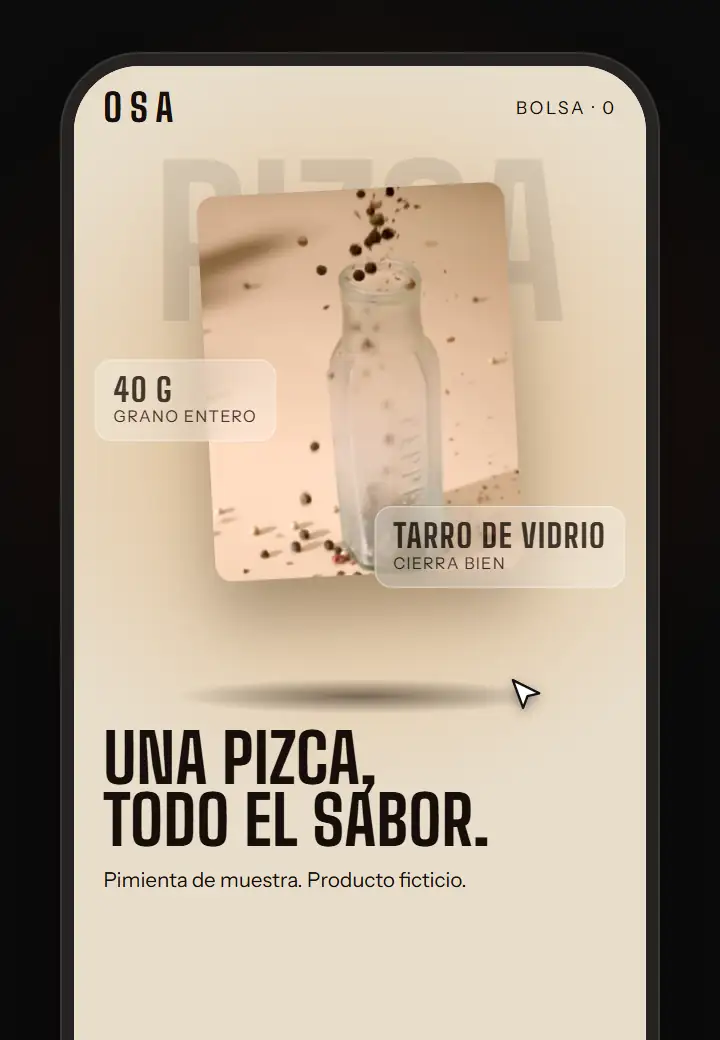 OSA
BOLSA · 0
PIZCA
40 G
GRANO ENTERO
TARRO DE VIDRIO
CIERRA BIEN
UNA PIZCA,
TODO EL SABOR.
Pimienta de muestra. Producto ficticio.